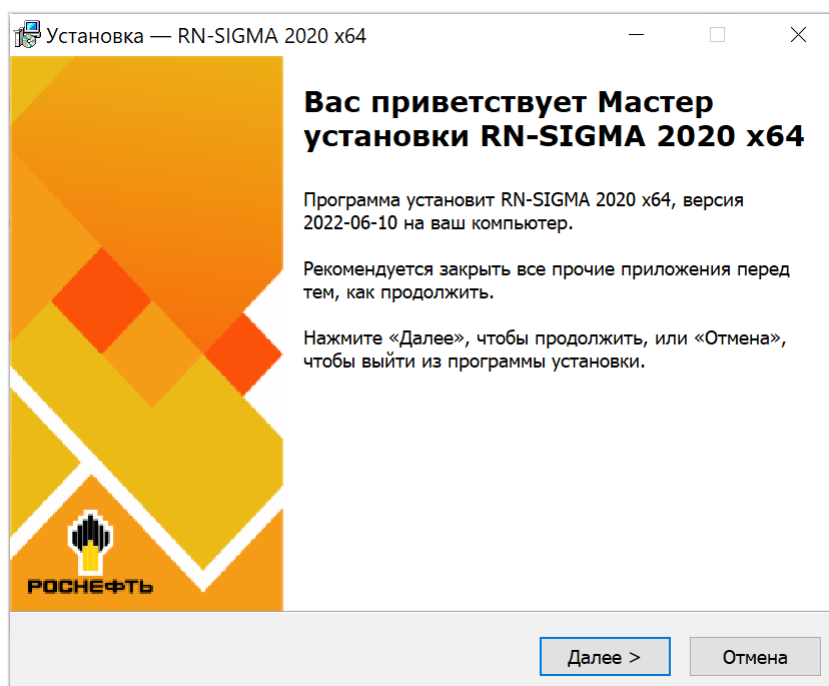 Установка — RN-SIGMA 2020 x64
Вас приветствует Мастер
установки RN-SIGMA 2020 x64
Программа установит RN-SIGMA 2020 x64, версия
2022-06-10 на ваш компьютер.
Рекомендуется закрыть все прочие приложения перед
тем, как продолжить.
Нажмите «Далее», чтобы продолжить, или «Отмена»,
чтобы выйти из программы установки.
РОСНЕФТЬ
Далее >
Отмена